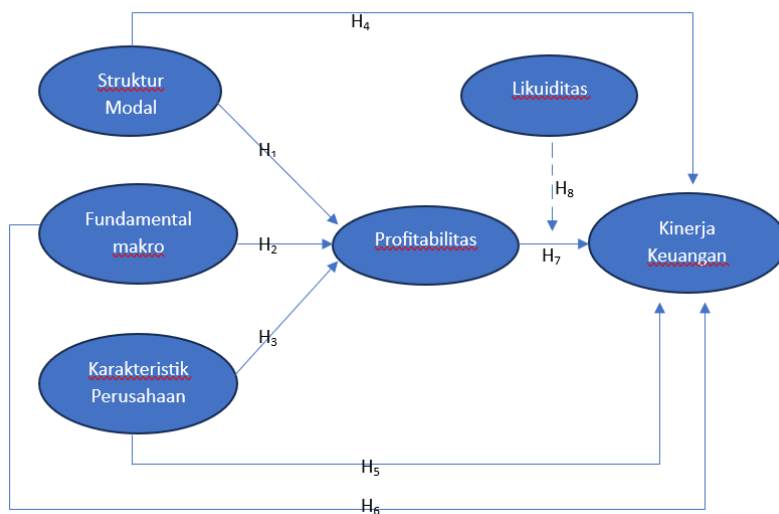 H4
Struktur
Modal
Likuiditas
H1
H8
Fundamental
makro
H2
Profitabilitas
H7
Kinerja
Keuangan
H3
Karakteristik
Perusahaan
H5
H6